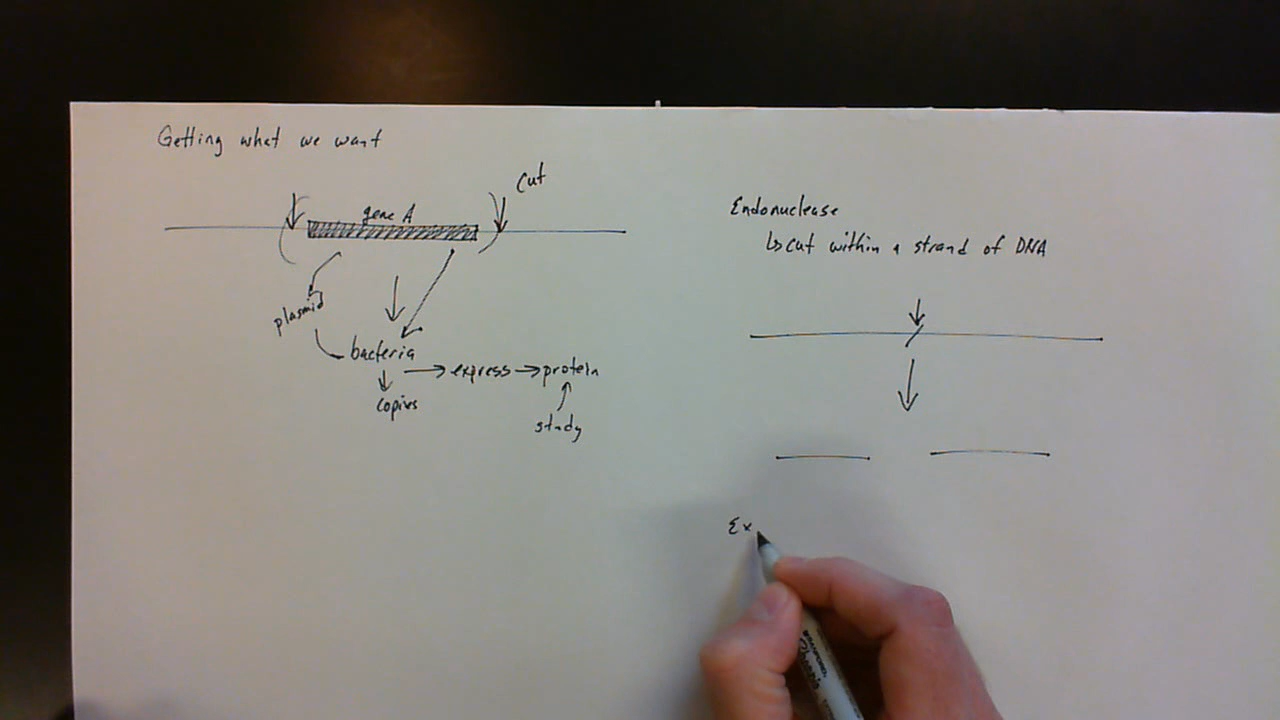 Getting what we want
cut
gene A
plasmid
bacteria
express
protein
copies
study
Endonuclease
cut within a strand of DNA
Ex